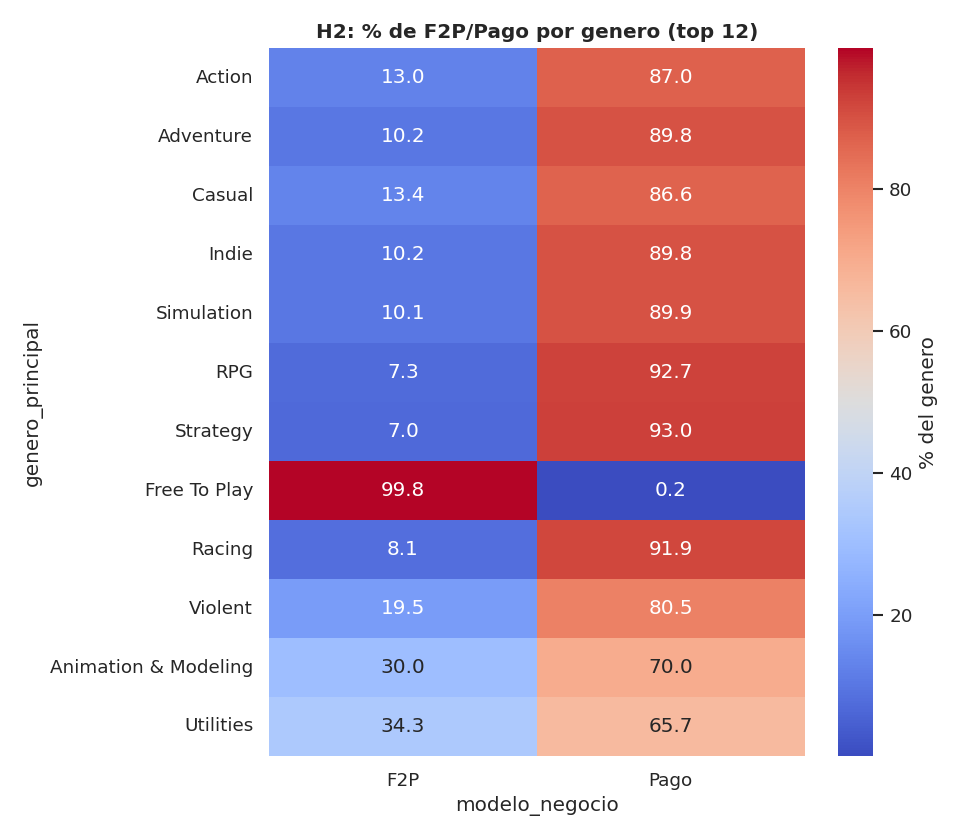 H2: % de F2P/Pago por genero (top 12)
genero_principal
Action 13.0 87.0
Adventure 10.2 89.8
Casual 13.4 86.6
Indie 10.2 89.8
Simulation 10.1 89.9
RPG 7.3 92.7
Strategy 7.0 93.0
Free To Play 99.8 0.2
Racing 8.1 91.9
Violent 19.5 80.5
Animation & Modeling 30.0 70.0
Utilities 34.3 65.7
F2P Pago
modelo_negocio
80
60
40
20
% del genero